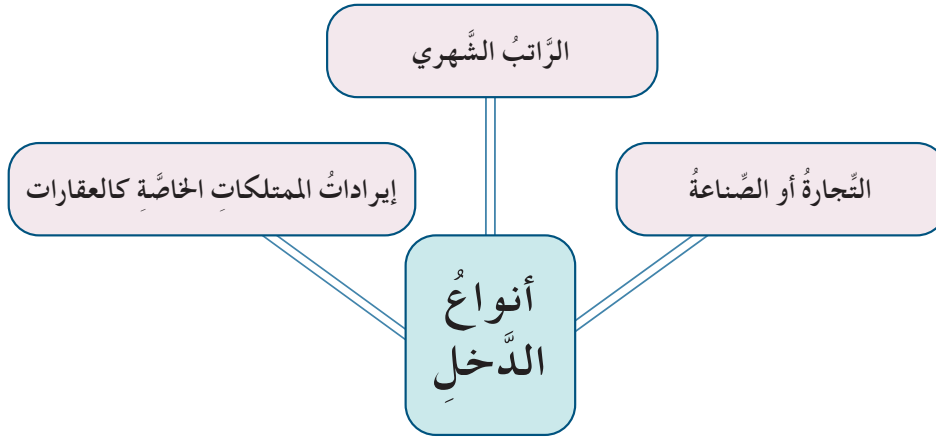 الرَّاتبُ الشَّهري
التِّجارةُ أو الصِّناعةُ
إيراداتُ الممتلكاتِ الخاصَّةِ كالعقارات
أنواعُ
الدَّخلِ